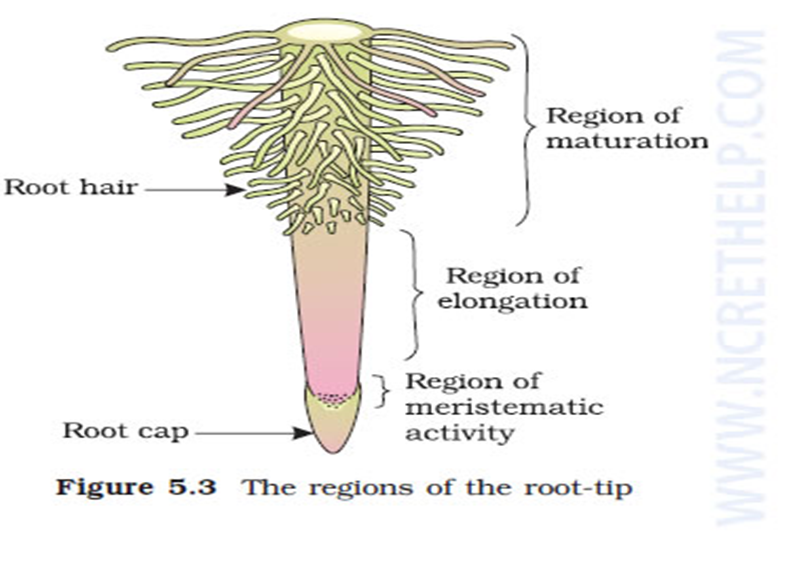 Region of
maturation
Root hair
Region of
elongation
Region of
meristematic
activity
Root cap
Figure 5.3 The regions of the root-tip
WWW.NCRETHELP.COM